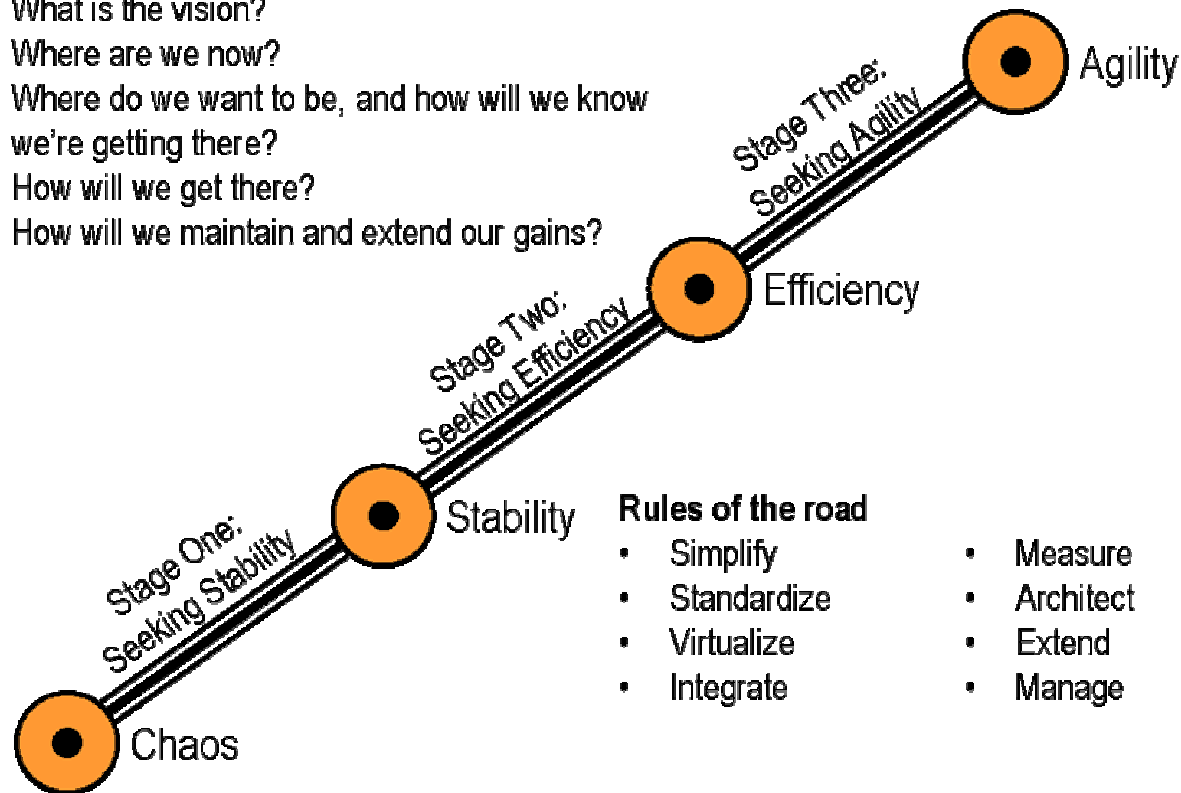 What is the vision?
Where are we now?
Where do we want to be, and how will we know
we're getting there?
How will we get there?
How will we maintain and extend our gains?
Agility
Stage Three:
Seeking Agility
Efficiency
Stage Two:
Seeking Efficiency
Stability
Stage One:
Seeking Stability
Chaos
Rules of the road
• Simplify
• Standardize
• Virtualize
• Integrate
• Measure
• Architect
• Extend
• Manage